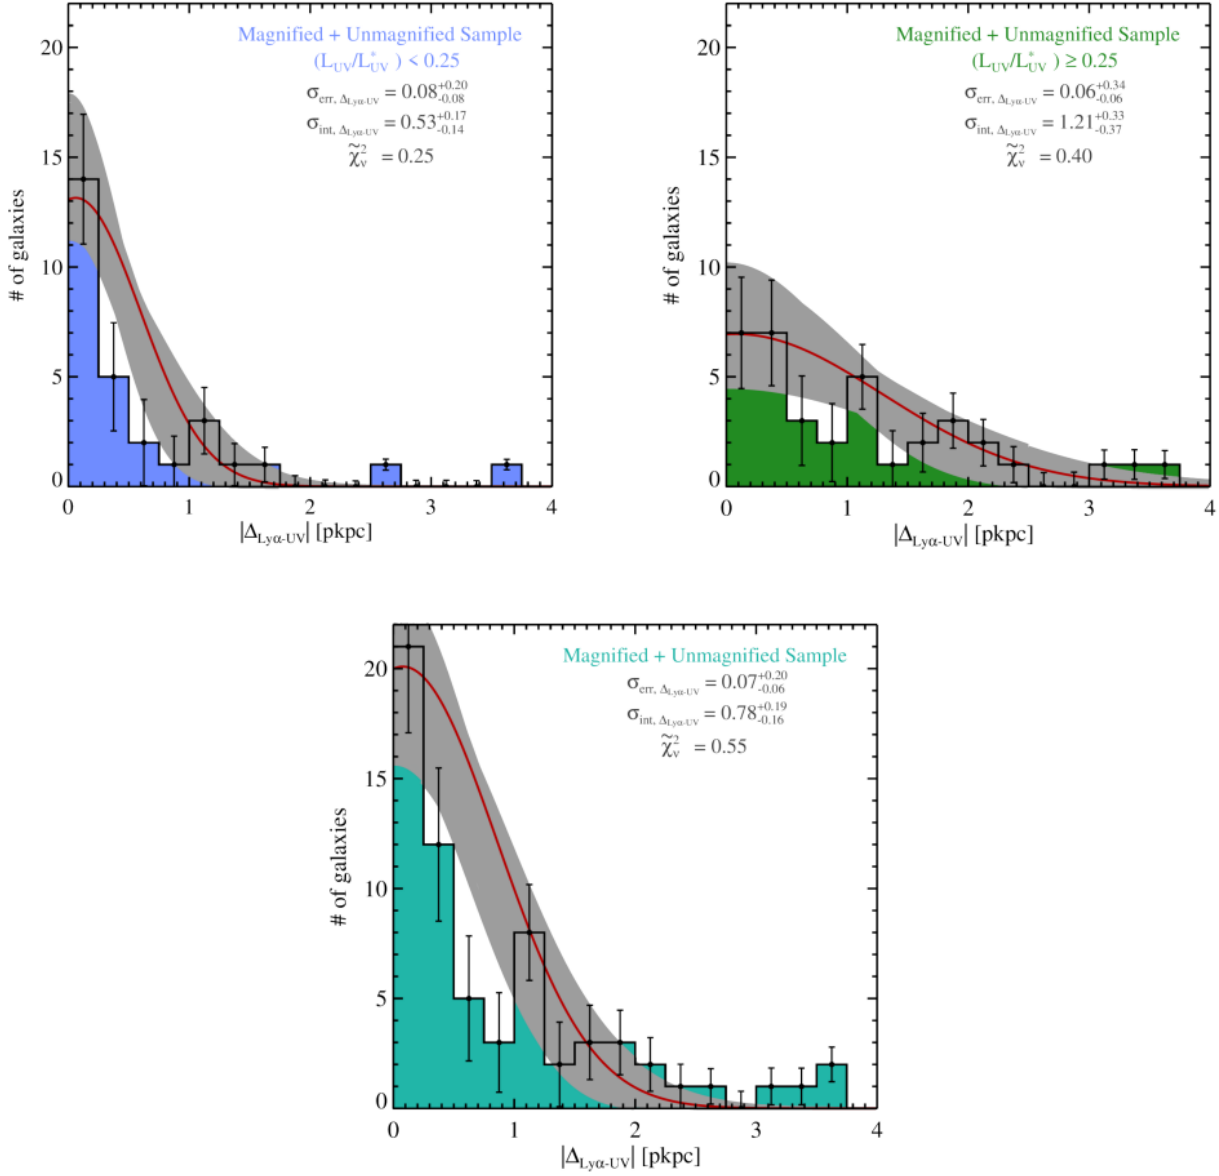 Magnified + Unmagnified Sample
(L_UV/L*_UV) < 0.25
σ_err, Δ_Lyα-UV = 0.08 +0.20 -0.08
σ_int, Δ_Lyα-UV = 0.53 +0.17 -0.14
χ̃²_ν = 0.25
# of galaxies
20
15
10
5
0
0 1 2 3 4
|Δ_Lyα-UV| [pkpc]
Magnified + Unmagnified Sample
(L_UV/L*_UV) ≥ 0.25
σ_err, Δ_Lyα-UV = 0.06 +0.34 -0.06
σ_int, Δ_Lyα-UV = 1.21 +0.33 -0.37
χ̃²_ν = 0.40
# of galaxies
20
15
10
5
0
0 1 2 3 4
|Δ_Lyα-UV| [pkpc]
Magnified + Unmagnified Sample
σ_err, Δ_Lyα-UV = 0.07 +0.20 -0.06
σ_int, Δ_Lyα-UV = 0.78 +0.19 -0.16
χ̃²_ν = 0.55
# of galaxies
20
15
10
5
0
0 1 2 3 4
|Δ_Lyα-UV| [pkpc]